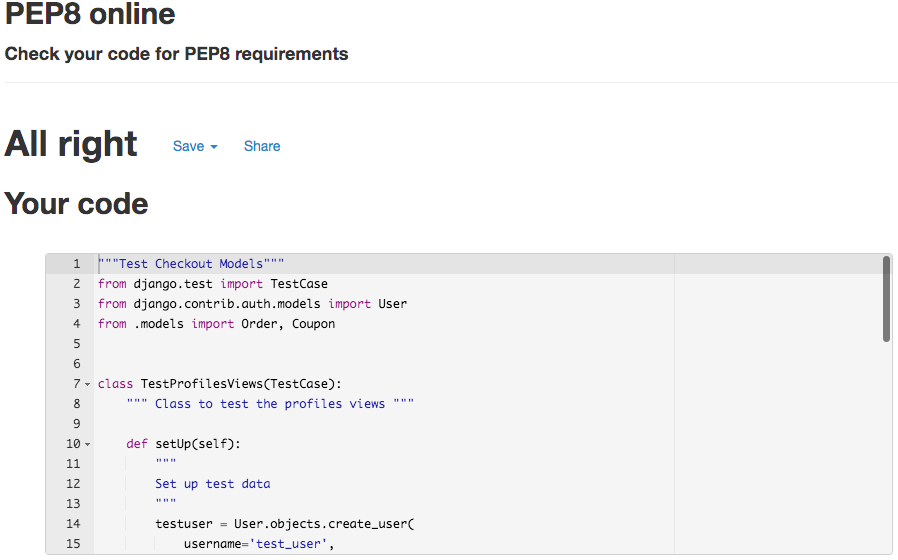 PEP8 online
Check your code for PEP8 requirements
All right Save Share
Your code
1 """Test Checkout Models"""
2 from django.test import TestCase
3 from django.contrib.auth.models import User
4 from .models import Order, Coupon
5
6
7 class TestProfilesViews(TestCase):
8 """ Class to test the profiles views """
9
10 def setUp(self):
11 """
12 Set up test data
13 """
14 testuser = User.objects.create_user(
15 username='test_user',